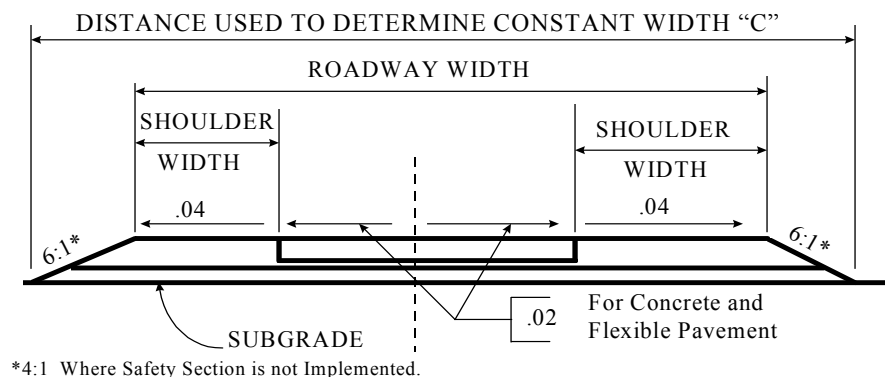 DISTANCE USED TO DETERMINE CONSTANT WIDTH “C”
ROADWAY WIDTH
SHOULDER
WIDTH
SHOULDER
WIDTH
.04
.04
6:1*
6:1*
.02
For Concrete and
Flexible Pavement
SUBGRADE
*4:1 Where Safety Section is not Implemented.